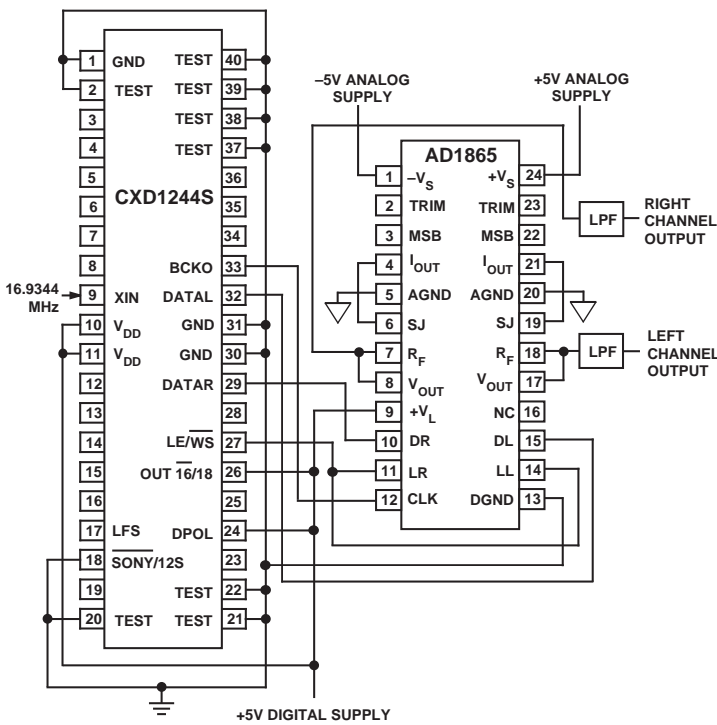 –5V ANALOG
SUPPLY
+5V ANALOG
SUPPLY
CXD1244S
1 GND
2 TEST
3
4
5
6
7
8
16.9344
MHz
9 XIN
10 VDD
11 VDD
12
13
14
15
16
17 LFS
18 SONY/12S
19
20 TEST
TEST 40
TEST 39
TEST 38
TEST 37
36
35
34
BCKO 33
DATAL 32
GND 31
GND 30
DATAR 29
28
LE/WS 27
OUT 16/18 26
25
DPOL 24
23
TEST 22
TEST 21
AD1865
1 –VS
2 TRIM
3 MSB
4 IOUT
5 AGND
6 SJ
7 RF
8 VOUT
9 +VL
10 DR
11 LR
12 CLK
+VS 24
TRIM 23
MSB 22
IOUT 21
AGND 20
SJ 19
RF 18
VOUT 17
NC 16
DL 15
LL 14
DGND 13
LPF
RIGHT
CHANNEL
OUTPUT
LPF
LEFT
CHANNEL
OUTPUT
+5V DIGITAL SUPPLY